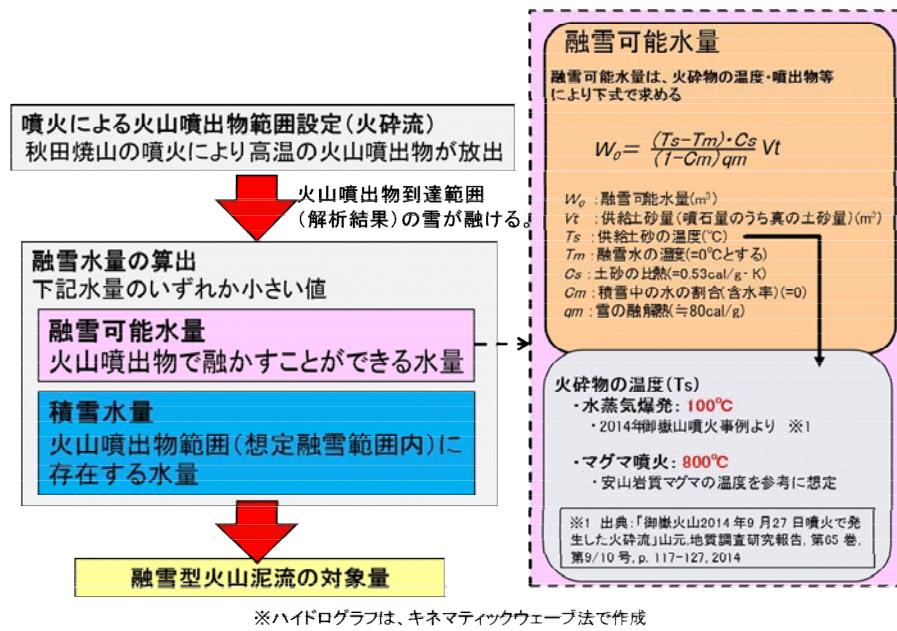 噴火による火山噴出物範囲設定(火砕流)
秋田焼山の噴火により高温の火山噴出物が放出
火山噴出物到達範囲
(解析結果)の雪が融ける。
融雪水量の算出
下記水量のいずれか小さい値
融雪可能水量
火山噴出物で融かすことができる水量
積雪水量
火山噴出物範囲(想定融雪範囲内)に
存在する水量
融雪型火山泥流の対象量
融雪可能水量
融雪可能水量は、火砕物の温度・噴出物等
により下式で求める
W₀= (Ts-Tm)・Cs / (1-Cm)qm Vt
W₀ : 融雪可能水量(m³)
Vt : 供給土砂量(噴石量のうち真の土砂量)(m³)
Ts : 供給土砂の温度(℃)
Tm : 融雪水の温度(=0℃とする)
Cs : 土砂の比熱(=0.53cal/g・K)
Cm : 積雪中の水の割合(含水率)(=0)
qm : 雪の融解熱(≒80cal/g)
火砕物の温度(Ts)
・水蒸気爆発: 100℃
・2014年御嶽山噴火事例より ※1
・マグマ噴火: 800℃
・安山岩質マグマの温度を参考に想定
※1 出典:「御嶽火山2014年9月27日噴火で発
生した火砕流」山元,地質調査研究報告, 第65巻,
第9/10号, p. 117-127, 2014
※ハイドログラフは、キネマティックウェーブ法で作成